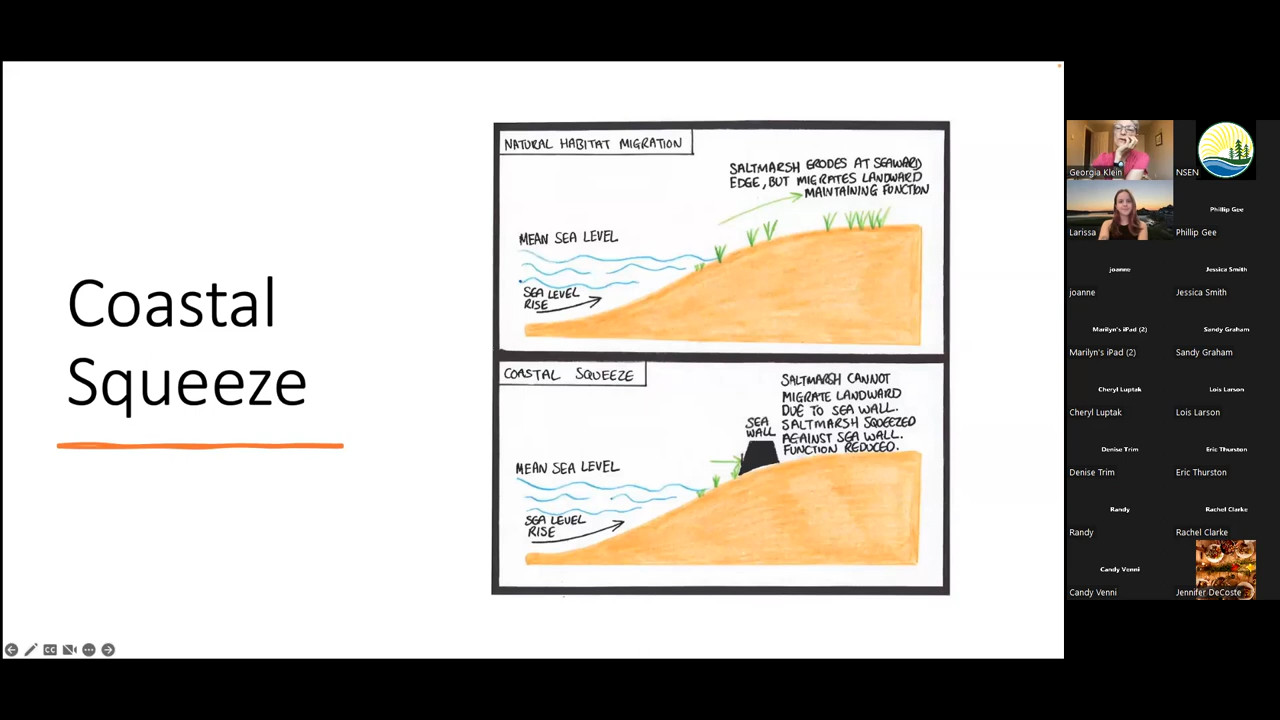 Coastal
Squeeze
NATURAL HABITAT MIGRATION
SALTMARSH ERODES AT SEAWARD
EDGE, BUT MIGRATES LANDWARD
MAINTAINING FUNCTION
MEAN SEA LEVEL
SEA LEVEL
RISE
COASTAL SQUEEZE
SALTMARSH CANNOT
MIGRATE LANDWARD
DUE TO SEA WALL.
SALTMARSH SQUEEZED
AGAINST SEA WALL.
FUNCTION REDUCED.
SEA
WALL
MEAN SEA LEVEL
SEA LEVEL
RISE
CC
Georgia Klein
NSEN
Larissa
Phillip Gee
Phillip Gee
joanne
joanne
Jessica Smith
Jessica Smith
Marilyn's iPad (2)
Marilyn's iPad (2)
Sandy Graham
Sandy Graham
Cheryl Luptak
Cheryl Luptak
Lois Larson
Lois Larson
Denise Trim
Denise Trim
Eric Thurston
Eric Thurston
Randy
Randy
Rachel Clarke
Rachel Clarke
Candy Venni
Candy Venni
Jennifer DeCoste